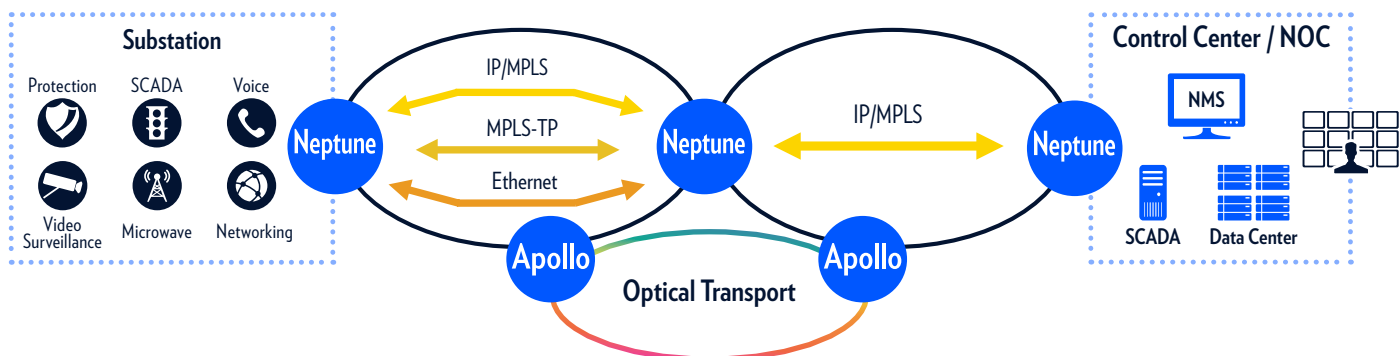 Substation
Protection
SCADA
Voice
Video
Surveillance
Microwave
Networking
Neptune
IP/MPLS
MPLS-TP
Ethernet
Neptune
IP/MPLS
Neptune
Apollo
Apollo
Optical Transport
Control Center / NOC
NMS
SCADA
Data Center